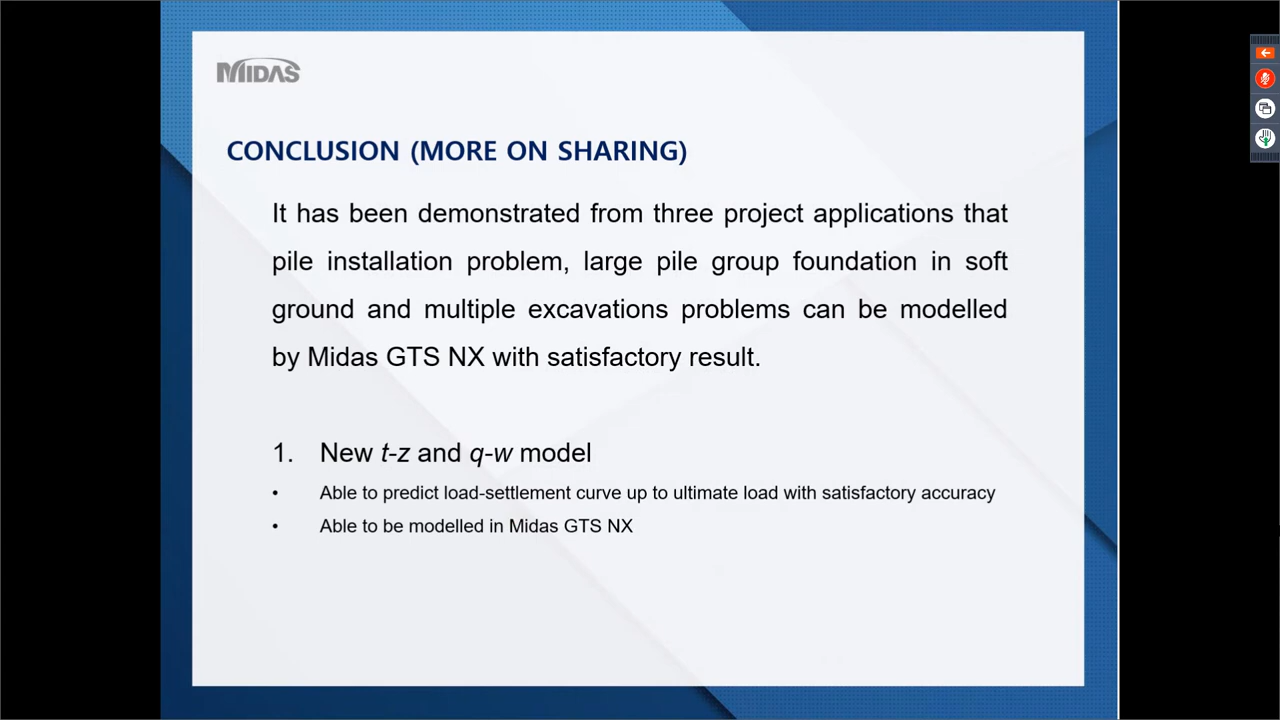 MIDAS
CONCLUSION (MORE ON SHARING)
It has been demonstrated from three project applications that
pile installation problem, large pile group foundation in soft
ground and multiple excavations problems can be modelled
by Midas GTS NX with satisfactory result.
1. New t-z and q-w model
• Able to predict load-settlement curve up to ultimate load with satisfactory accuracy
• Able to be modelled in Midas GTS NX